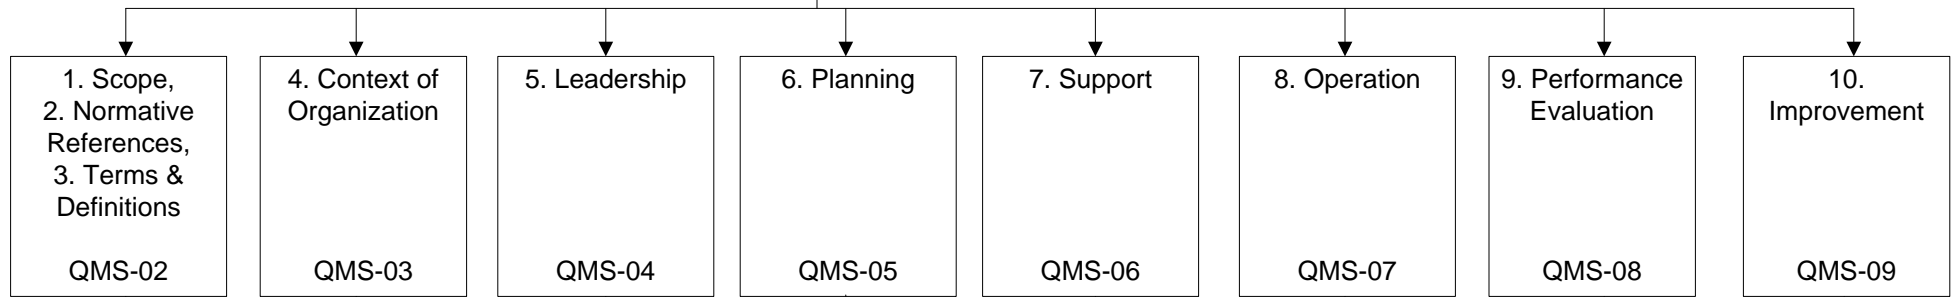 1. Scope,
2. Normative
References,
3. Terms &
Definitions
QMS-02
4. Context of
Organization
QMS-03
5. Leadership
QMS-04
6. Planning
QMS-05
7. Support
QMS-06
8. Operation
QMS-07
9. Performance
Evaluation
QMS-08
10.
Improvement
QMS-09